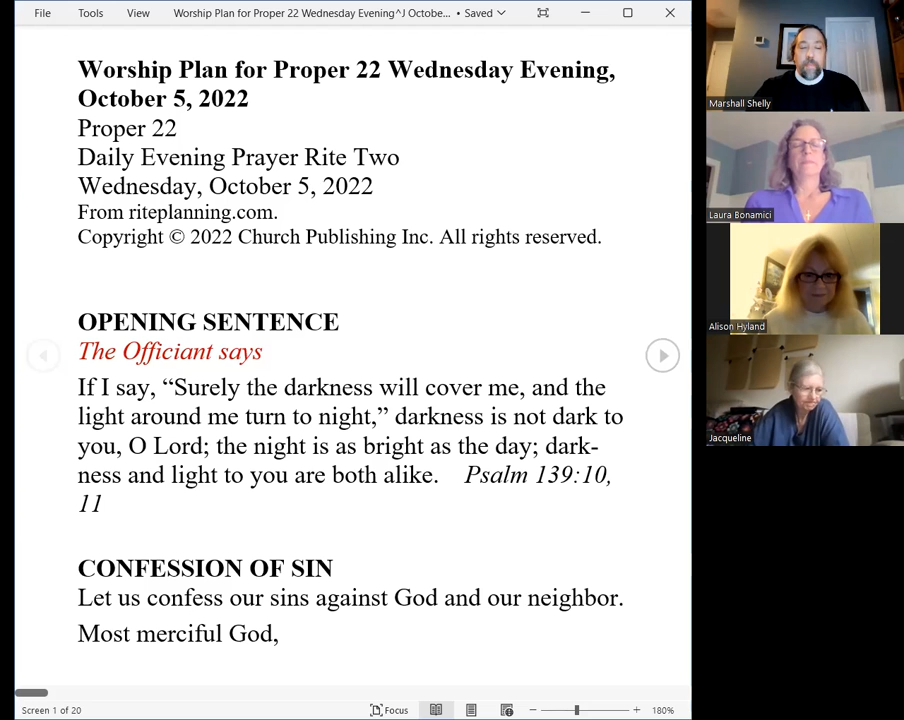 File Tools View Worship Plan for Proper 22 Wednesday Evening^J Octobe... • Saved
Worship Plan for Proper 22 Wednesday Evening,
October 5, 2022
Proper 22
Daily Evening Prayer Rite Two
Wednesday, October 5, 2022
From riteplanning.com.
Copyright © 2022 Church Publishing Inc. All rights reserved.
OPENING SENTENCE
The Officiant says
If I say, “Surely the darkness will cover me, and the
light around me turn to night,” darkness is not dark to
you, O Lord; the night is as bright as the day; dark-
ness and light to you are both alike. Psalm 139:10,
11
CONFESSION OF SIN
Let us confess our sins against God and our neighbor.
Most merciful God,
Screen 1 of 20 Focus 180%
Marshall Shelly
Laura Bonamici
Alison Hyland
Jacqueline